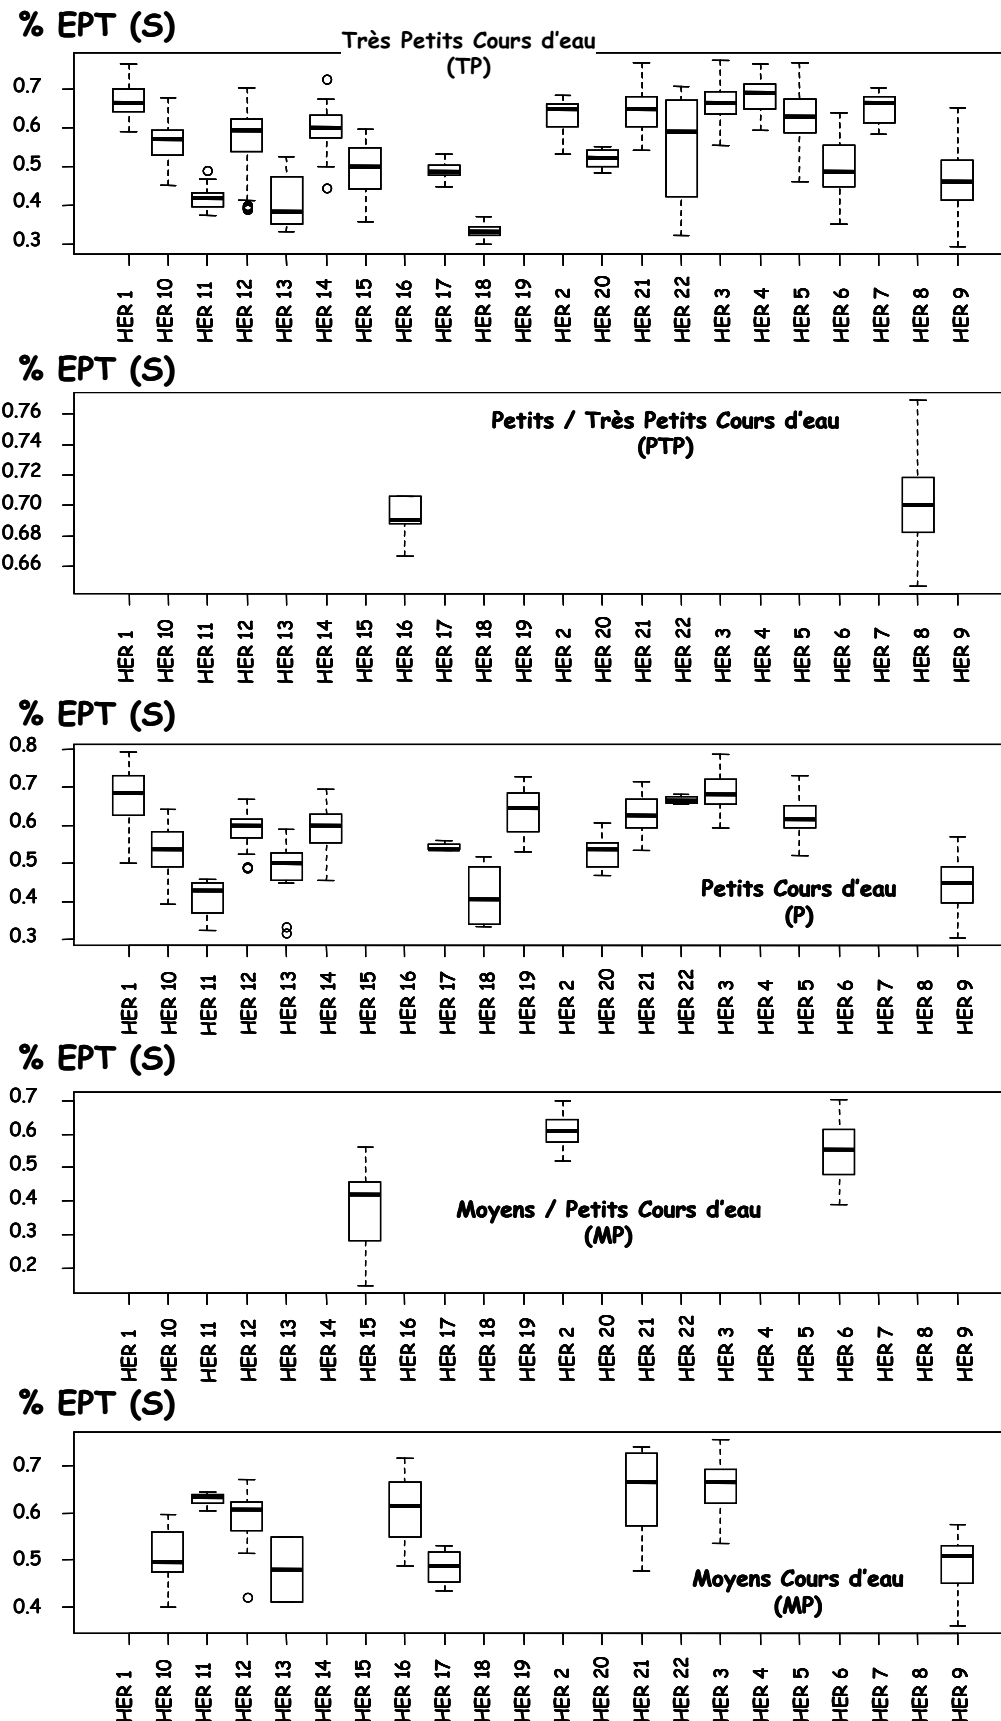 % EPT (S)
Très Petits Cours d'eau
(TP)
0.7
0.6
0.5
0.4
0.3
HER 1 HER 10 HER 11 HER 12 HER 13 HER 14 HER 15 HER 16 HER 17 HER 18 HER 19 HER 2 HER 20 HER 21 HER 22 HER 3 HER 4 HER 5 HER 6 HER 7 HER 8 HER 9
% EPT (S)
Petits / Très Petits Cours d'eau
(PTP)
0.76
0.74
0.72
0.70
0.68
0.66
HER 1 HER 10 HER 11 HER 12 HER 13 HER 14 HER 15 HER 16 HER 17 HER 18 HER 19 HER 2 HER 20 HER 21 HER 22 HER 3 HER 4 HER 5 HER 6 HER 7 HER 8 HER 9
% EPT (S)
0.8
0.7
0.6
0.5
0.4
0.3
Petits Cours d'eau
(P)
HER 1 HER 10 HER 11 HER 12 HER 13 HER 14 HER 15 HER 16 HER 17 HER 18 HER 19 HER 2 HER 20 HER 21 HER 22 HER 3 HER 4 HER 5 HER 6 HER 7 HER 8 HER 9
% EPT (S)
0.7
0.6
0.5
0.4
0.3
0.2
Moyens / Petits Cours d'eau
(MP)
HER 1 HER 10 HER 11 HER 12 HER 13 HER 14 HER 15 HER 16 HER 17 HER 18 HER 19 HER 2 HER 20 HER 21 HER 22 HER 3 HER 4 HER 5 HER 6 HER 7 HER 8 HER 9
% EPT (S)
0.7
0.6
0.5
0.4
Moyens Cours d'eau
(MP)
HER 1 HER 10 HER 11 HER 12 HER 13 HER 14 HER 15 HER 16 HER 17 HER 18 HER 19 HER 2 HER 20 HER 21 HER 22 HER 3 HER 4 HER 5 HER 6 HER 7 HER 8 HER 9